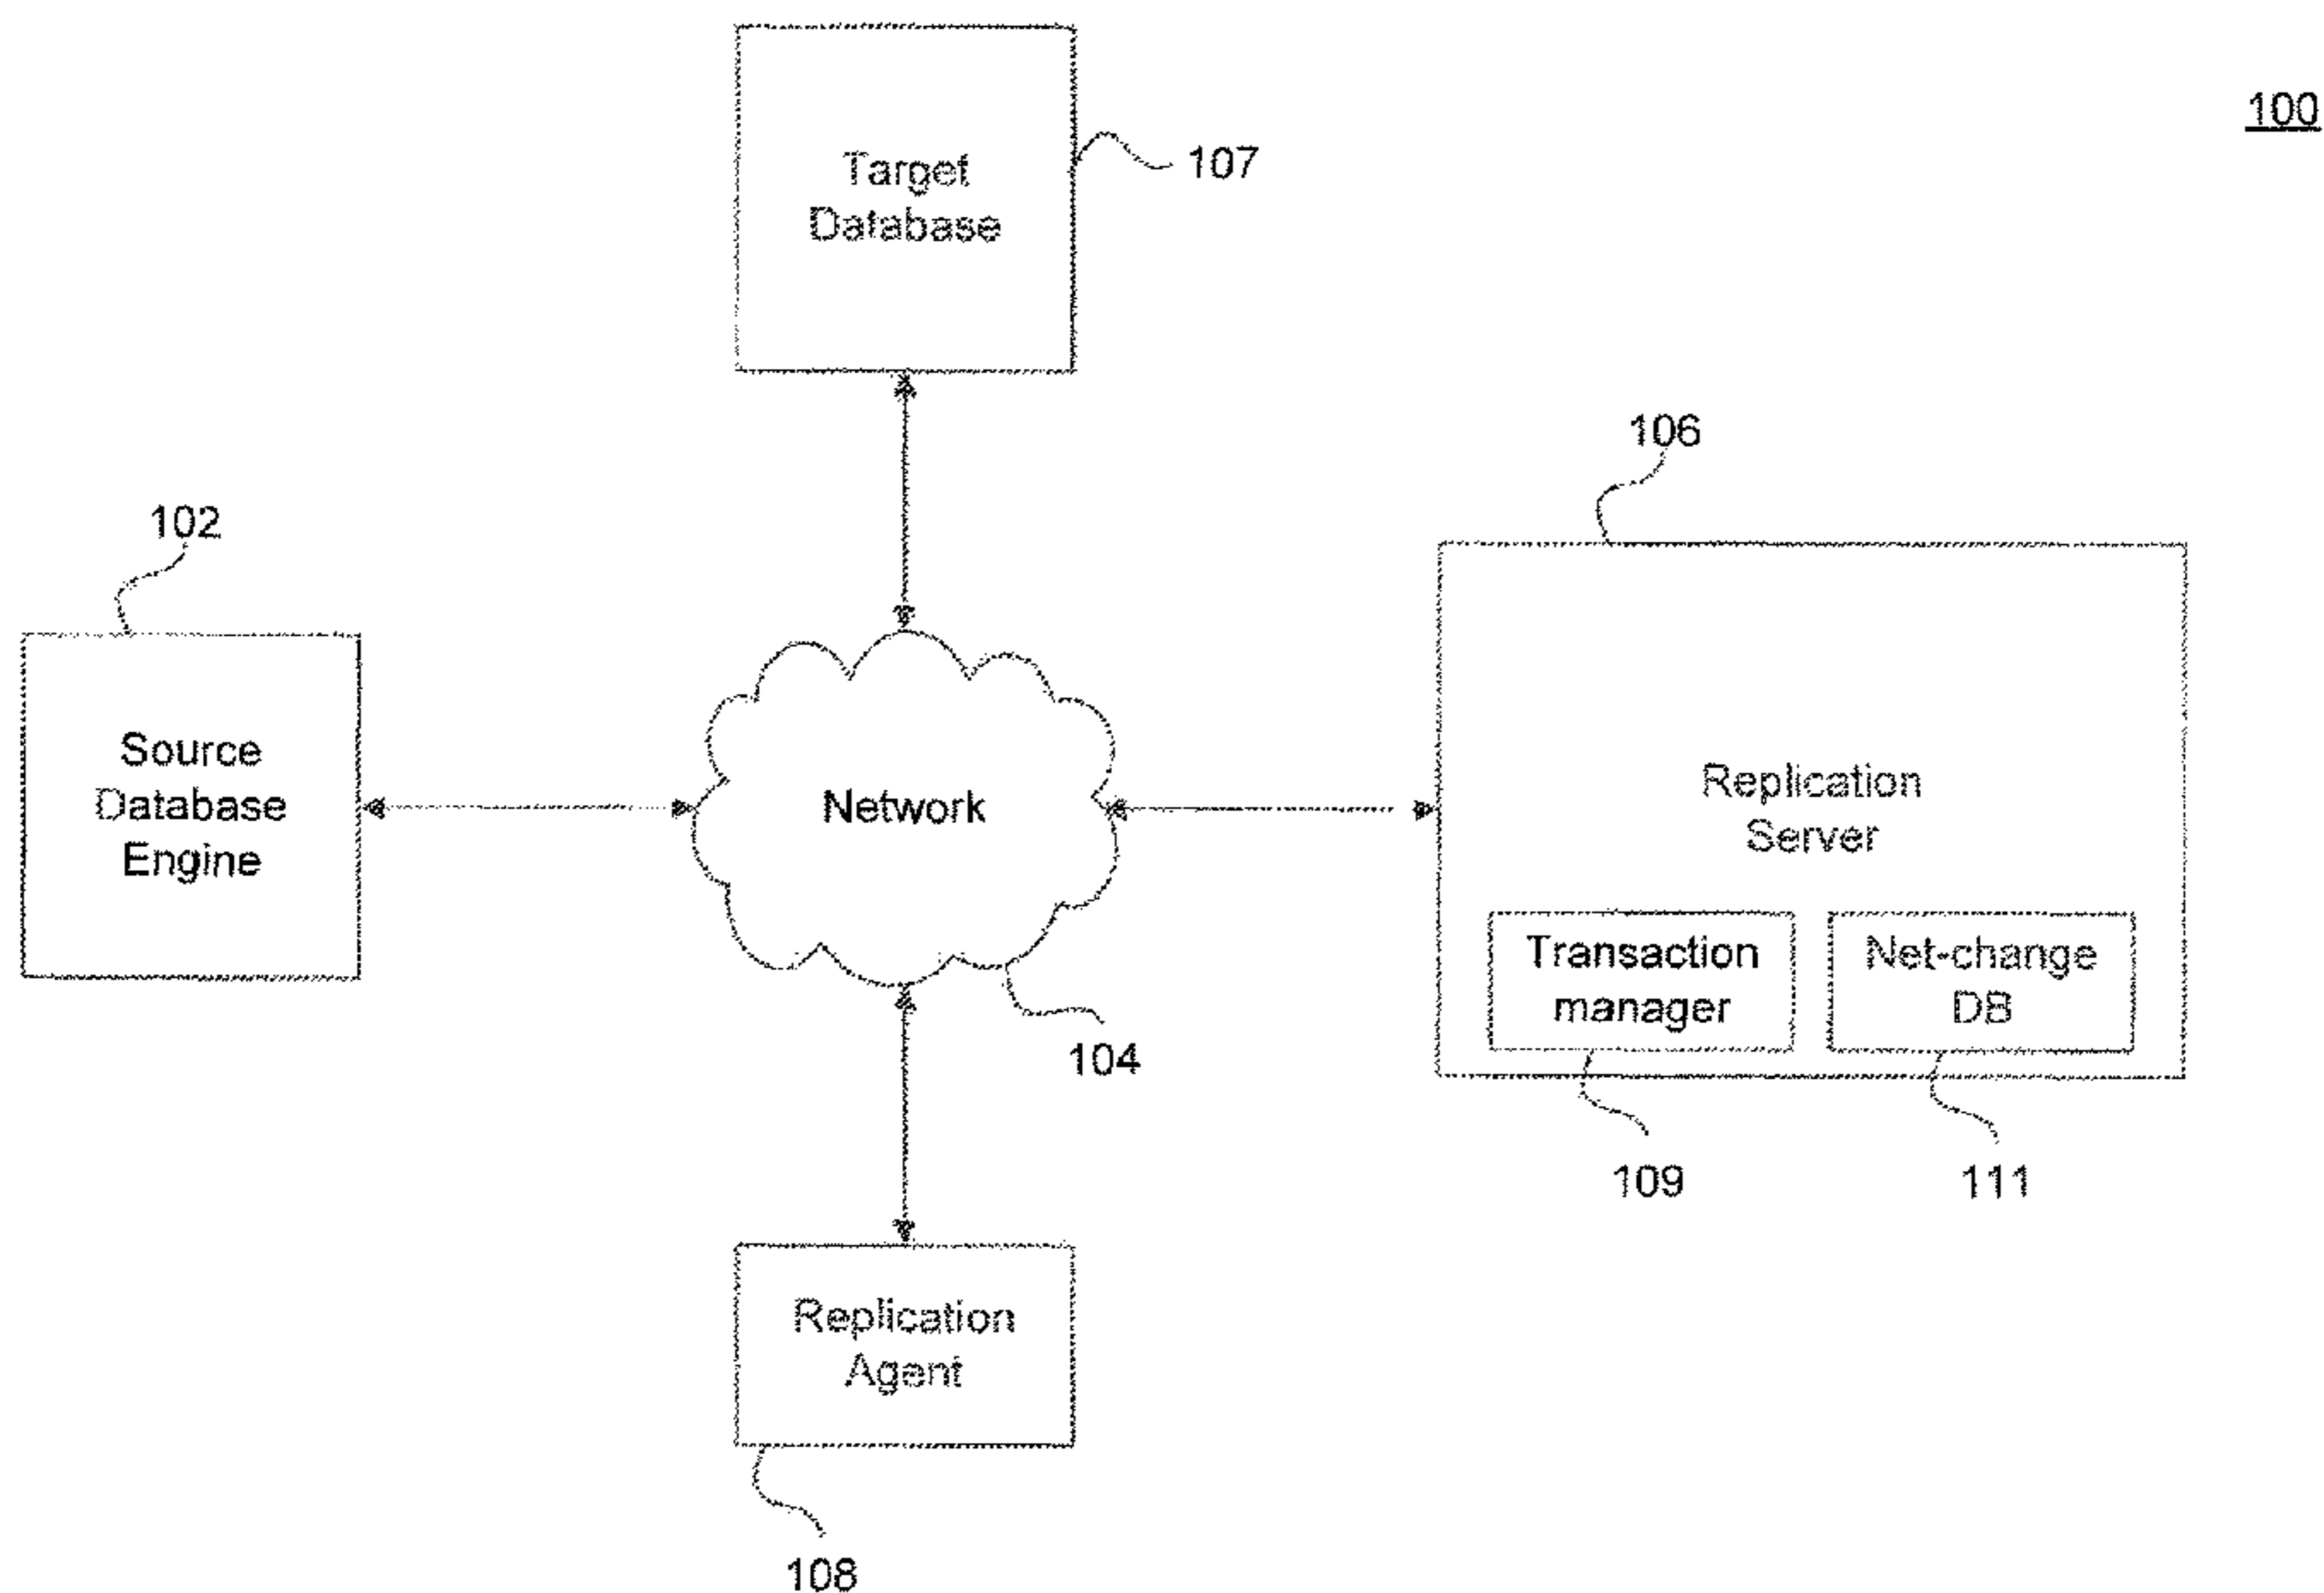 100
Target
Database
107
106
102
Source
Database
Engine
Network
Replication
Server
Transaction
manager
Net-change
DB
104
109
111
Replication
Agent
108